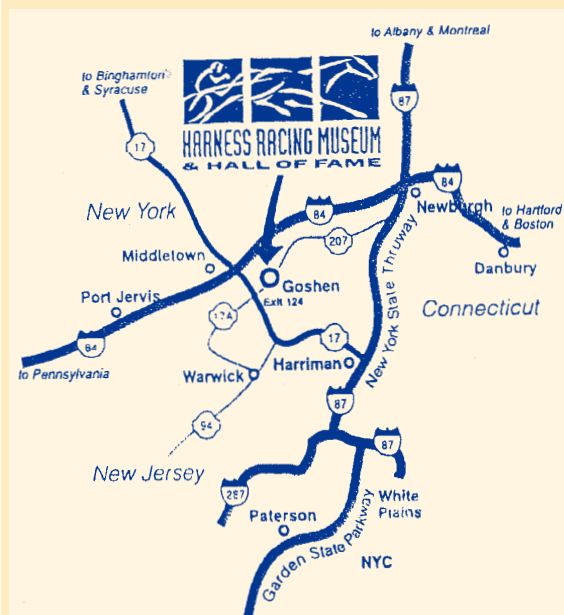 to Albany & Montreal
to Binghamton
& Syracuse
87
17
HARNESS RACING MUSEUM
& HALL OF FAME
84
New York
84
Newburgh
to Hartford
& Boston
207
Middletown
Danbury
Goshen
Exit 124
Port Jervis
Connecticut
17A
New York State Thruway
17
84
Harriman
to Pennsylvania
Warwick
87
94
87
New Jersey
287
White
Plains
Paterson
Garden State Parkway
NYC